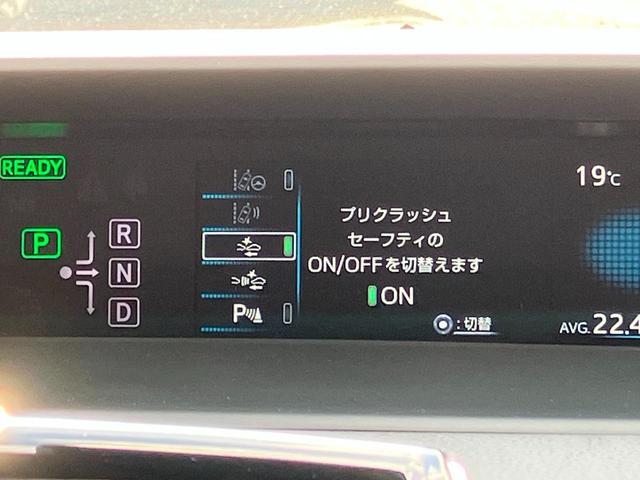 READY
P
R
N
D
P
プリクラッシュ
セーフティの
ON/OFFを切替えます
ON
:切替
19℃
AVG.22.4